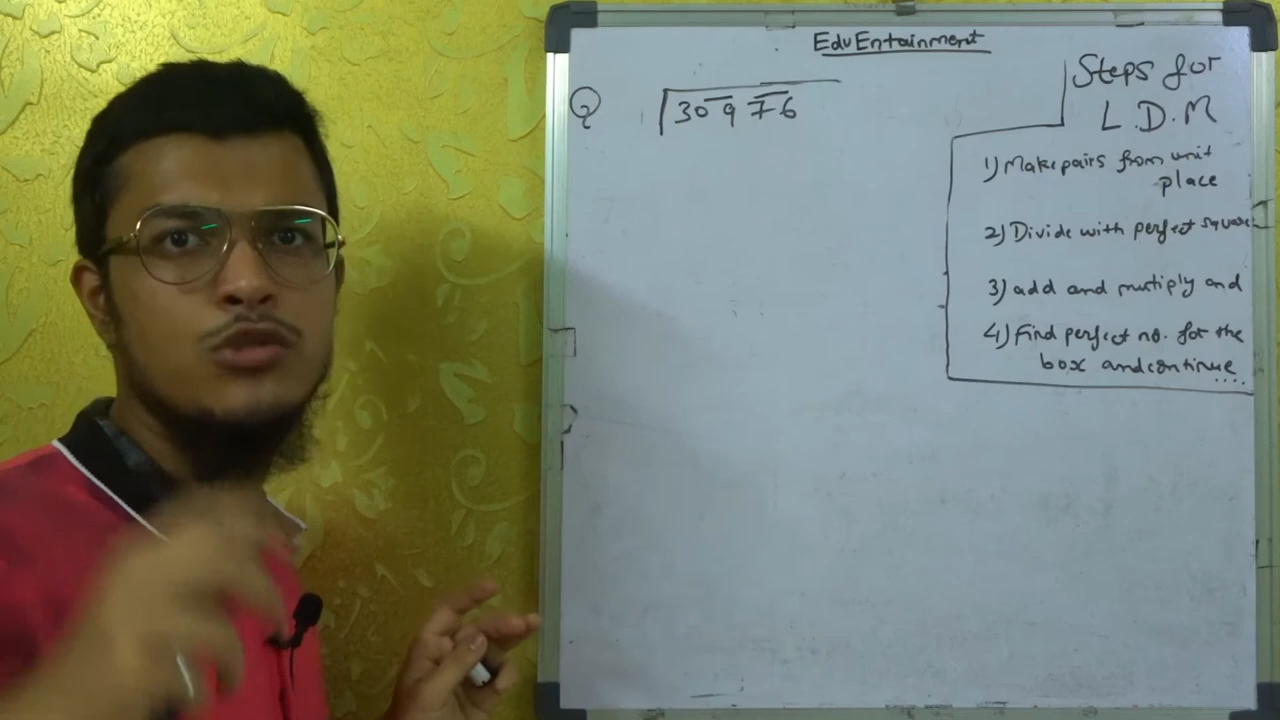 EduEntainment
Q 30976
Steps for
L.D.M
1) Make pairs from unit
place
2) Divide with perfect square
3) add and multiply and
4) Find perfect no. for the
box and continue....